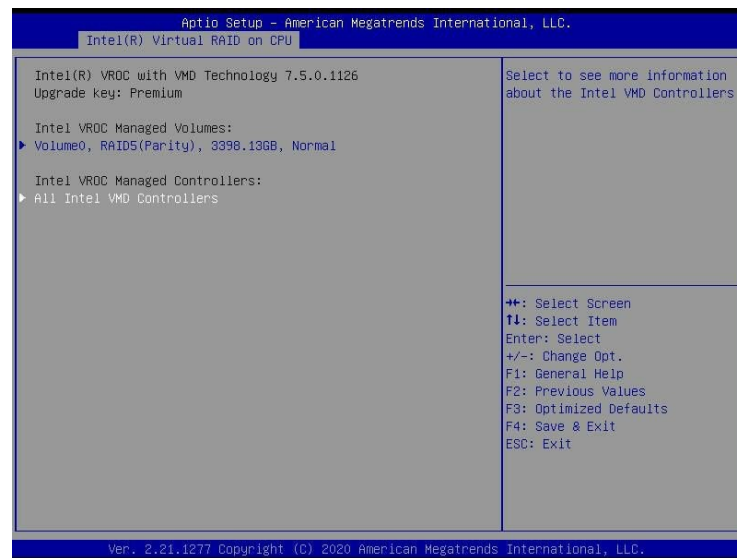 Aptio Setup – American Megatrends International, LLC.
Intel(R) Virtual RAID on CPU
Intel(R) VROC with VMD Technology 7.5.0.1126
Upgrade key: Premium
Intel VROC Managed Volumes:
Volume0, RAID5(Parity), 3398.13GB, Normal
Intel VROC Managed Controllers:
All Intel VMD Controllers
Select to see more information
about the Intel VMD Controllers
→←: Select Screen
↑↓: Select Item
Enter: Select
+/-: Change Opt.
F1: General Help
F2: Previous Values
F3: Optimized Defaults
F4: Save & Exit
ESC: Exit
Ver. 2.21.1277 Copyright (C) 2020 American Megatrends International, LLC.